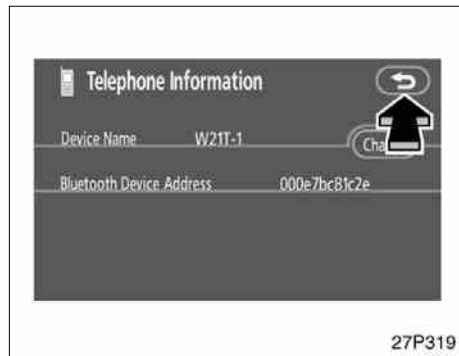 Telephone Information
Device Name W21T-1
Bluetooth Device Address 000e7bc81c2e
27P319